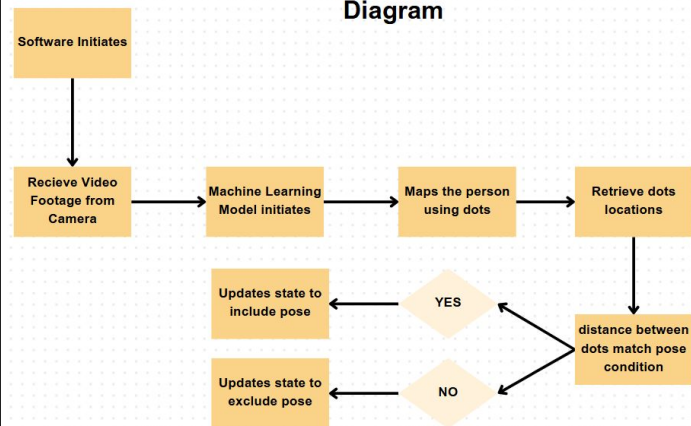 Diagram
Software Initiates
Recieve Video
Footage from
Camera
Machine Learning
Model initiates
Maps the person
using dots
Retrieve dots
locations
distance between
dots match pose
condition
YES
Updates state to
include pose
NO
Updates state to
exclude pose